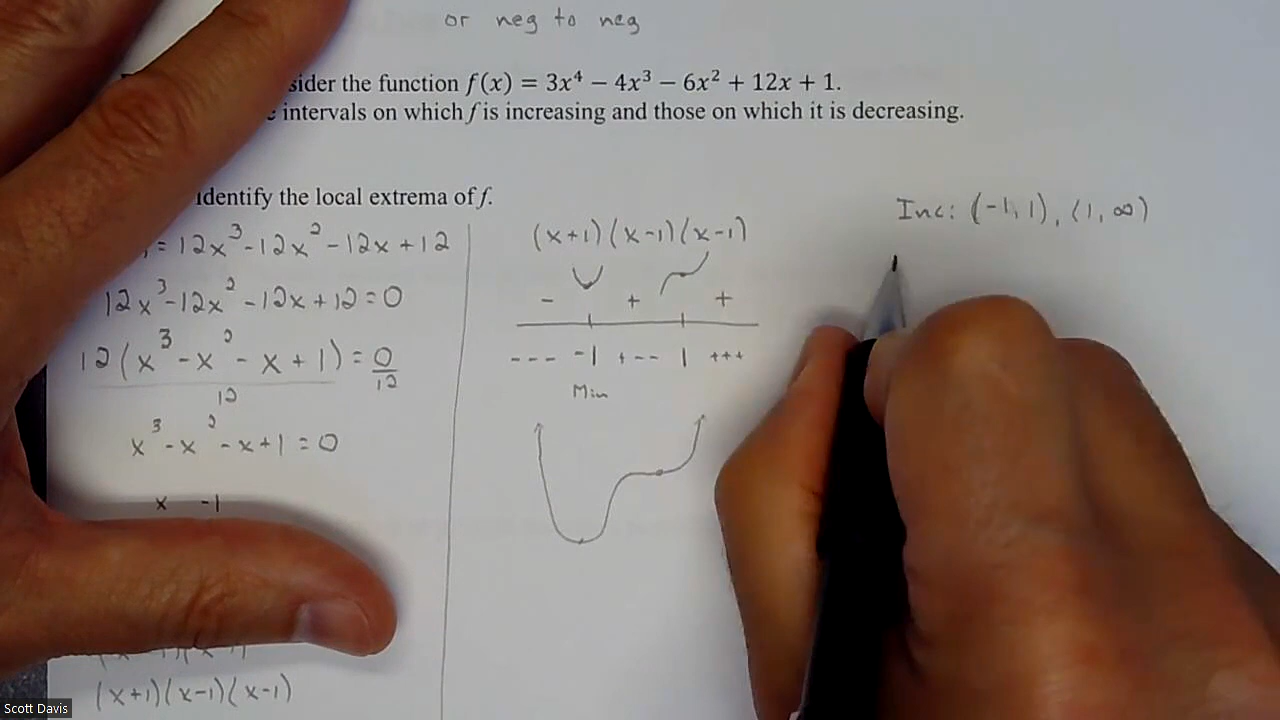 or neg to neg
sider the function f(x) = 3x⁴ − 4x³ − 6x² + 12x + 1.
intervals on which f is increasing and those on which it is decreasing.
identify the local extrema of f.
= 12x³-12x²-12x+12
12x³-12x²-12x+12=0
12(x³-x²-x+1)=0
12 12
x³-x²-x+1=0
x -1
(x+1)(x-1)(x-1)
(x+1)(x-1)(x-1)
- + +
--- -1 +-- 1 +++
Min
Inc: (-1,1), (1,∞)
Scott Davis